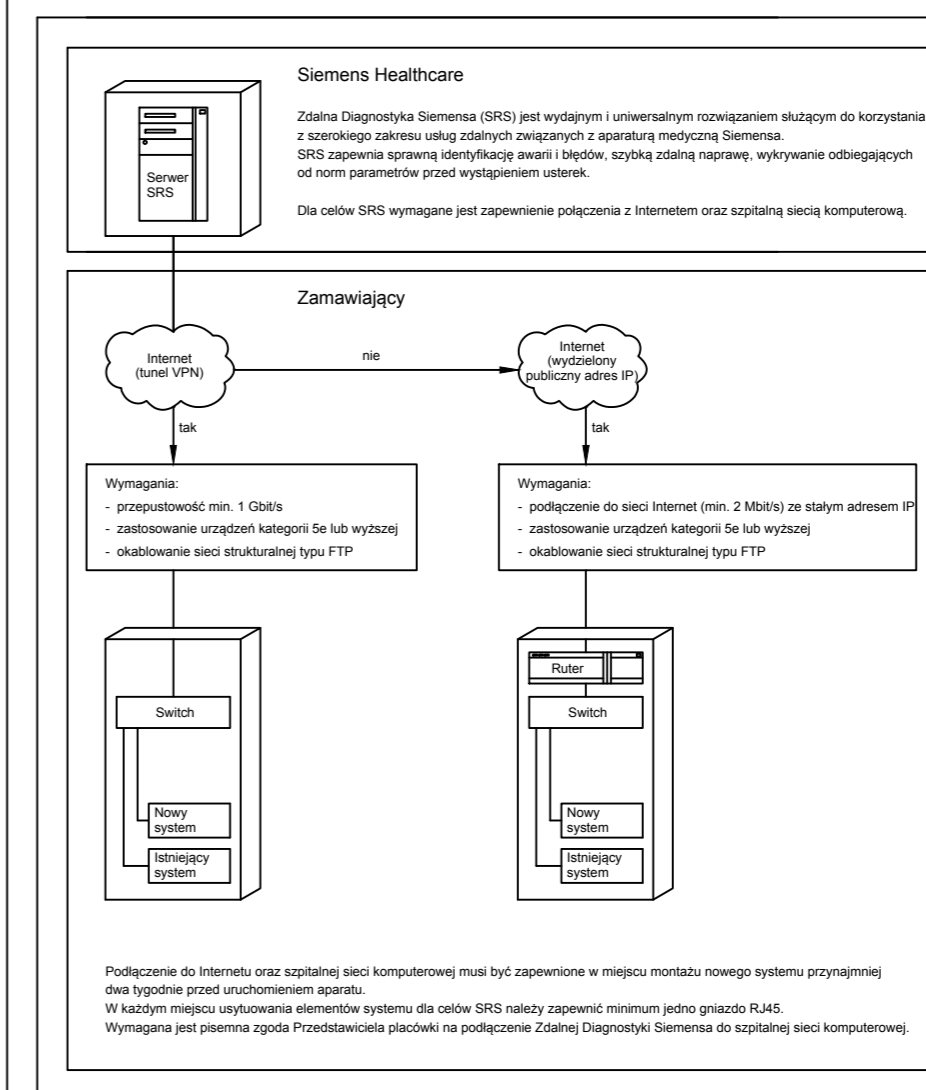 Siemens Healthcare
Zdalna Diagnostyka Siemensa (SRS) jest wydajnym i uniwersalnym rozwiązaniem służącym do korzystania
z szerokiego zakresu usług zdalnych związanych z aparaturą medyczną Siemensa.
SRS zapewnia sprawną identyfikację awarii i błędów, szybką zdalną naprawę, wykrywanie odbiegających
od norm parametrów przed wystąpieniem usterek.
Dla celów SRS wymagane jest zapewnienie połączenia z Internetem oraz szpitalną siecią komputerową.
Serwer
SRS
Zamawiający
Internet
(tunel VPN)
nie
Internet
(wydzielony
publiczny adres IP)
tak
tak
Wymagania:
- przepustowość min. 1 Gbit/s
- zastosowanie urządzeń kategorii 5e lub wyższej
- okablowanie sieci strukturalnej typu FTP
Wymagania:
- podłączenie do sieci Internet (min. 2 Mbit/s) ze stałym adresem IP
- zastosowanie urządzeń kategorii 5e lub wyższej
- okablowanie sieci strukturalnej typu FTP
Switch
Nowy
system
Istniejący
system
Ruter
Switch
Nowy
system
Istniejący
system
Podłączenie do Internetu oraz szpitalnej sieci komputerowej musi być zapewnione w miejscu montażu nowego systemu przynajmniej
dwa tygodnie przed uruchomieniem aparatu.
W każdym miejscu usytuowania elementów systemu dla celów SRS należy zapewnić minimum jedno gniazdo RJ45.
Wymagana jest pisemna zgoda Przedstawiciela placówki na podłączenie Zdalnej Diagnostyki Siemensa do szpitalnej sieci komputerowej.